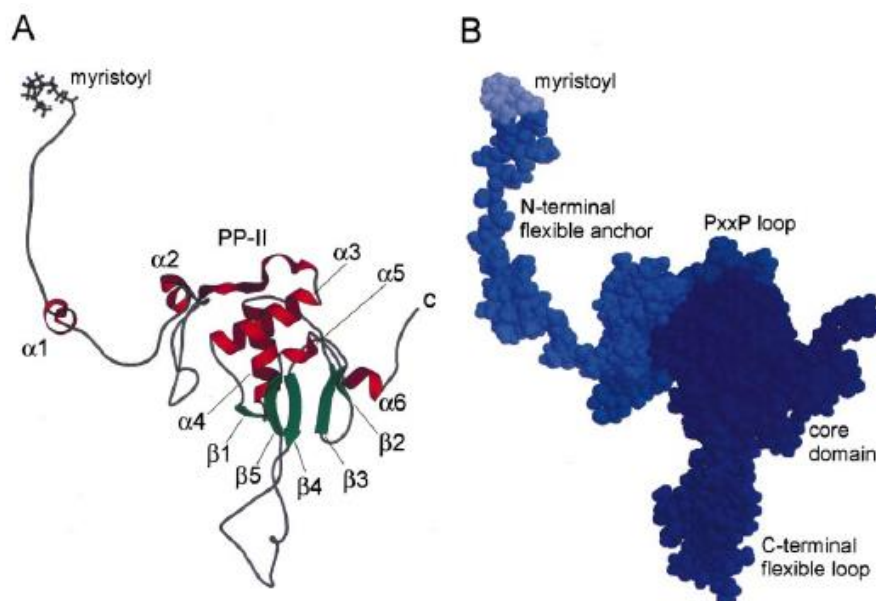 A
myristoyl
PP-II
α2
α3
α5
C
α1
α4
α6
β1
β2
β5
β4
β3
B
myristoyl
N-terminal
flexible anchor
PxxP loop
core
domain
C-terminal
flexible loop